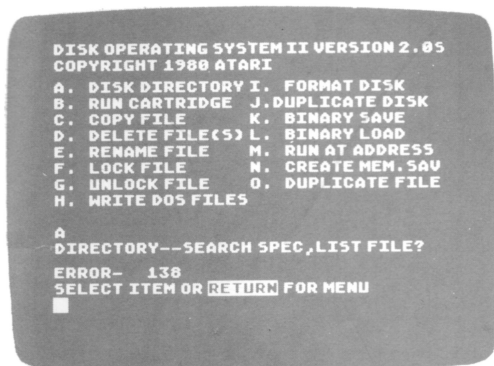 DISK OPERATING SYSTEM II VERSION 2.0S
COPYRIGHT 1980 ATARI
A. DISK DIRECTORY I. FORMAT DISK
B. RUN CARTRIDGE J.DUPLICATE DISK
C. COPY FILE K. BINARY SAVE
D. DELETE FILE(S) L. BINARY LOAD
E. RENAME FILE M. RUN AT ADDRESS
F. LOCK FILE N. CREATE MEM.SAV
G. UNLOCK FILE O. DUPLICATE FILE
H. WRITE DOS FILES
A
DIRECTORY--SEARCH SPEC,LIST FILE?
ERROR- 138
SELECT ITEM OR RETURN FOR MENU